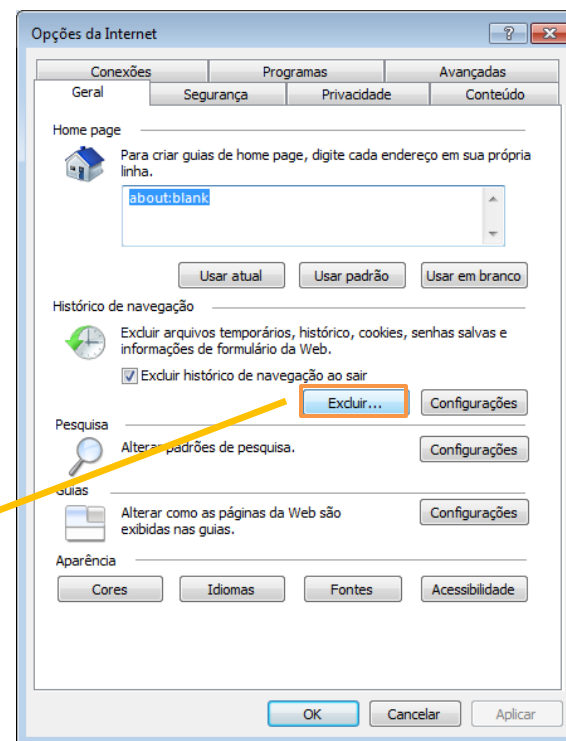 Opções da Internet
Conexões Programas Avançadas
Geral Segurança Privacidade Conteúdo
Home page
Para criar guias de home page, digite cada endereço em sua própria
linha.
about:blank
Usar atual Usar padrão Usar em branco
Histórico de navegação
Excluir arquivos temporários, histórico, cookies, senhas salvas e
informações de formulário da Web.
Excluir histórico de navegação ao sair
Excluir... Configurações
Pesquisa
Alterar padrões de pesquisa. Configurações
Guias
Alterar como as páginas da Web são Configurações
exibidas nas guias.
Aparência
Cores Idiomas Fontes Acessibilidade
OK Cancelar Aplicar